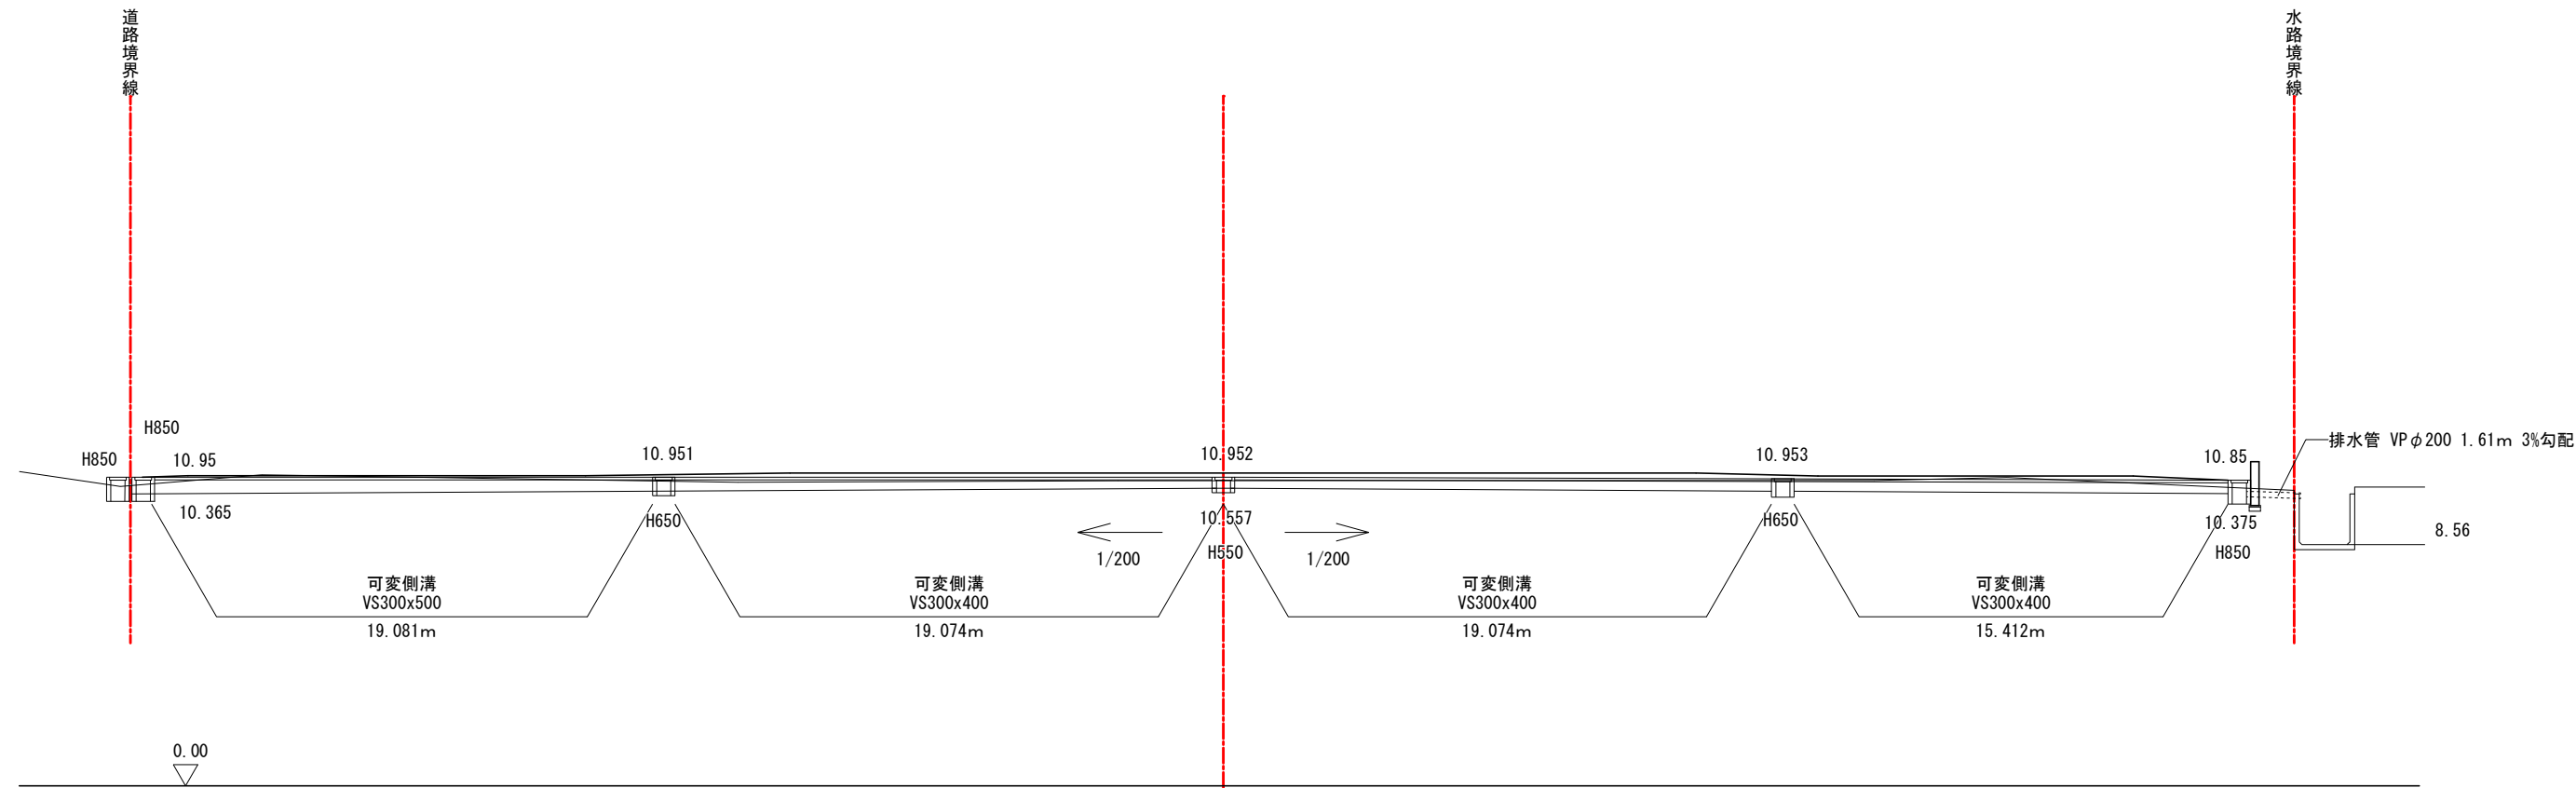 道路境界線
水路境界線
H850
排水管 VPφ200 1.61m 3%勾配
H850
10.95
10.951
10.952
10.953
10.85
10.365
H650
10.557
H650
10.375
8.56
1/200
H550
1/200
H850
可変側溝
VS300x500
19.081m
可変側溝
VS300x400
19.074m
可変側溝
VS300x400
19.074m
可変側溝
VS300x400
15.412m
0.00